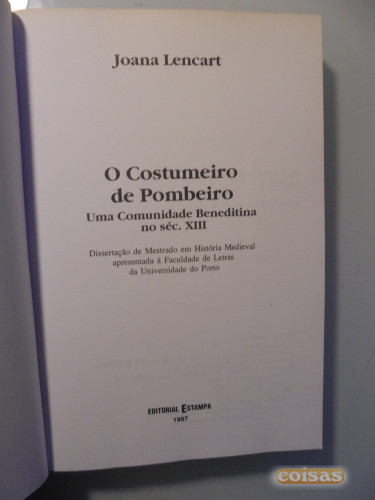 Joana Lencart
O Costumeiro
de Pombeiro
Uma Comunidade Beneditina
no séc. XIII
Dissertação de Mestrado em História Medieval
apresentada à Faculdade de Letras
da Universidade do Porto
EDITORIAL ESTAMPA
1997
coisas